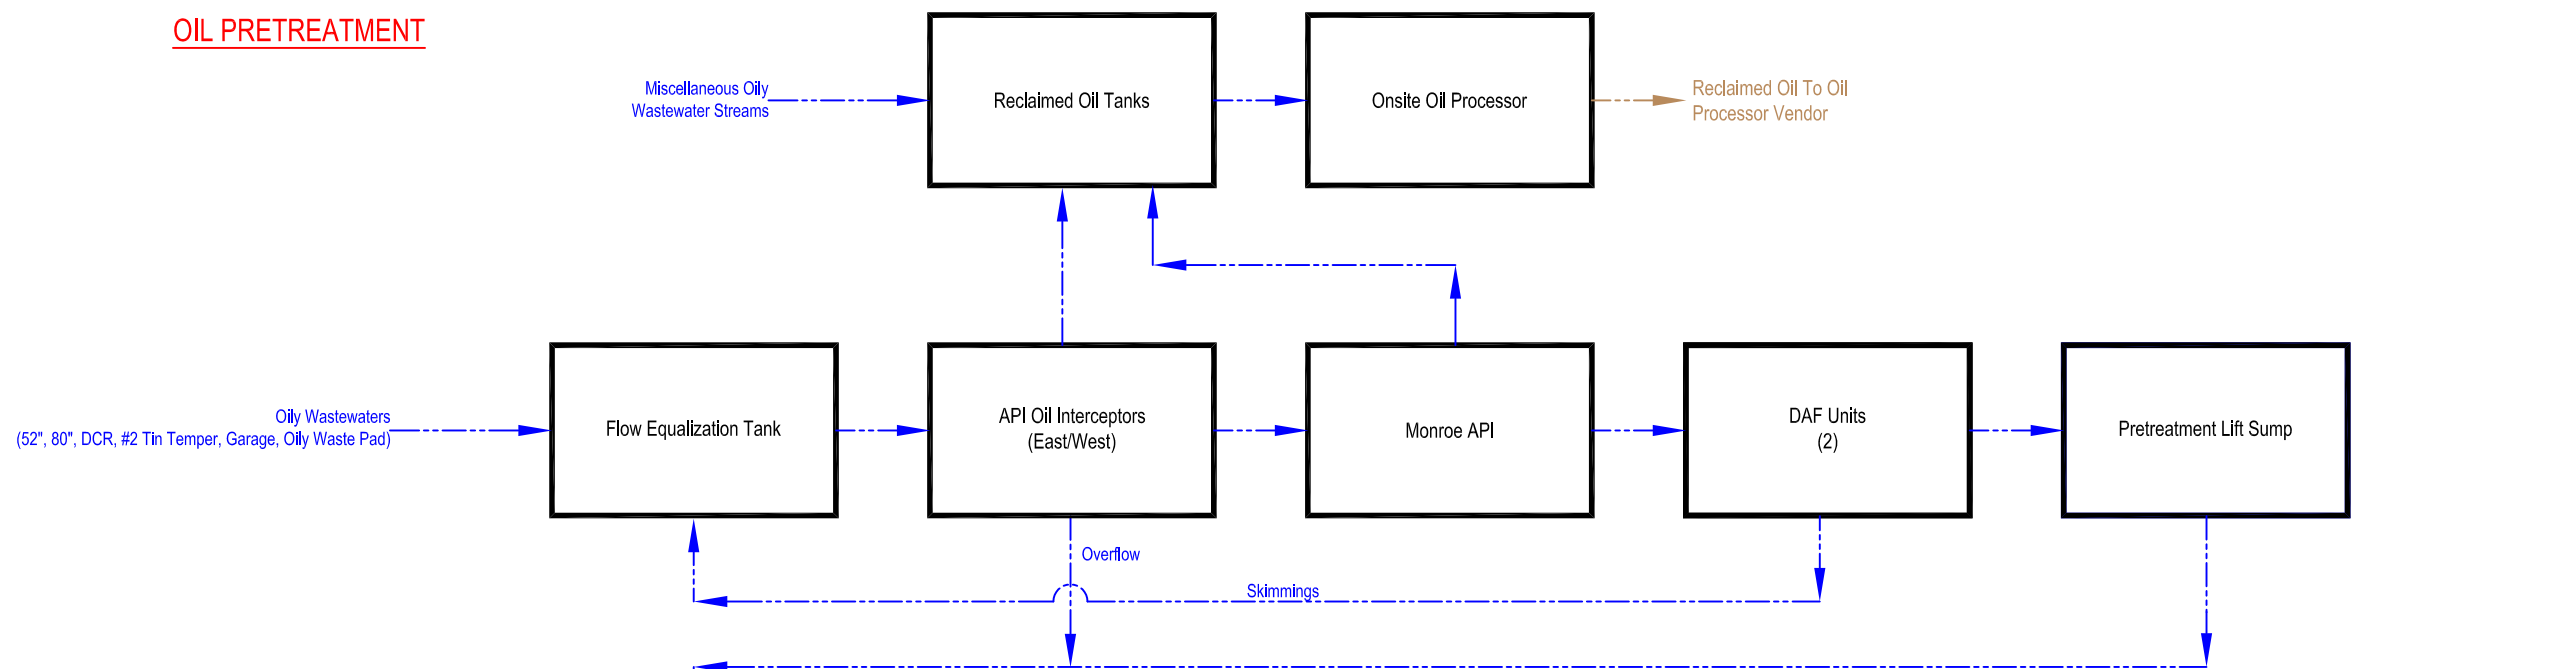 OIL PRETREATMENT
Miscellaneous Oily
Wastewater Streams
Reclaimed Oil Tanks
Onsite Oil Processor
Reclaimed Oil To Oil
Processor Vendor
Oily Wastewaters
(52", 80", DCR, #2 Tin Temper, Garage, Oily Waste Pad)
Flow Equalization Tank
API Oil Interceptors
(East/West)
Monroe API
DAF Units
(2)
Pretreatment Lift Sump
Overflow
Skimmings